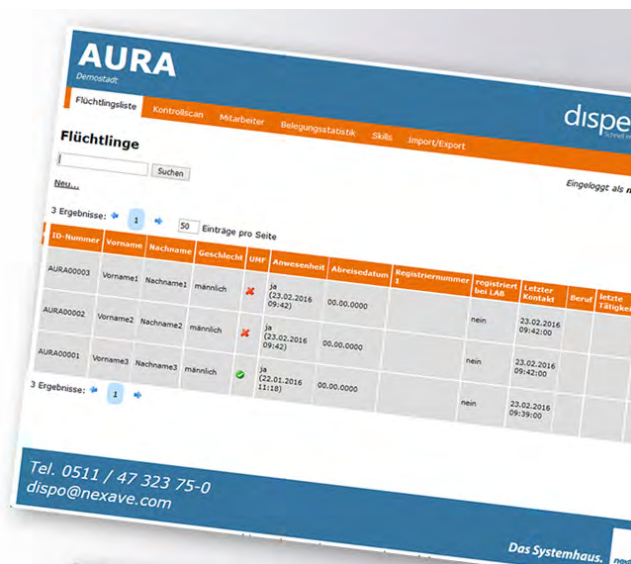 AURA
Demostadt
dispe
Flüchtlingsliste Kontrollscan Mitarbeiter Belegungsstatistik Skills Import/Export
Flüchtlinge
Eingeloggt als
Suchen
Neu...
3 Ergebnisse: 1 50 Einträge pro Seite
ID-Nummer Vorname Nachname Geschlecht UMF Anwesenheit Abreisedatum Registriernummer 1 registriert bei LAB Letzter Kontakt Beruf letzte Tätigkei
AURA00003 Vorname1 Nachname1 männlich ja (23.02.2016 09:42) 00.00.0000 nein 23.02.2016 09:42:00
AURA00002 Vorname2 Nachname2 männlich ja (23.02.2016 09:42) 00.00.0000 nein 23.02.2016 09:42:00
AURA00001 Vorname3 Nachname3 männlich ja (22.01.2016 11:18) 00.00.0000 nein 23.02.2016 09:39:00
3 Ergebnisse: 1
Tel. 0511 / 47 323 75-0
dispo@nexave.com
Das Systemhaus.